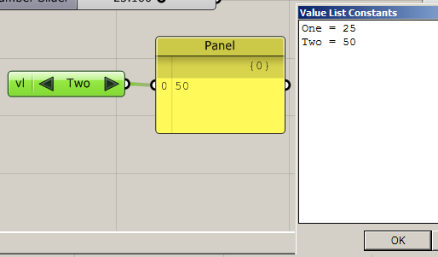 Panel
{0}
vl Two
0 50
Value List Constants
One = 25
Two = 50
OK